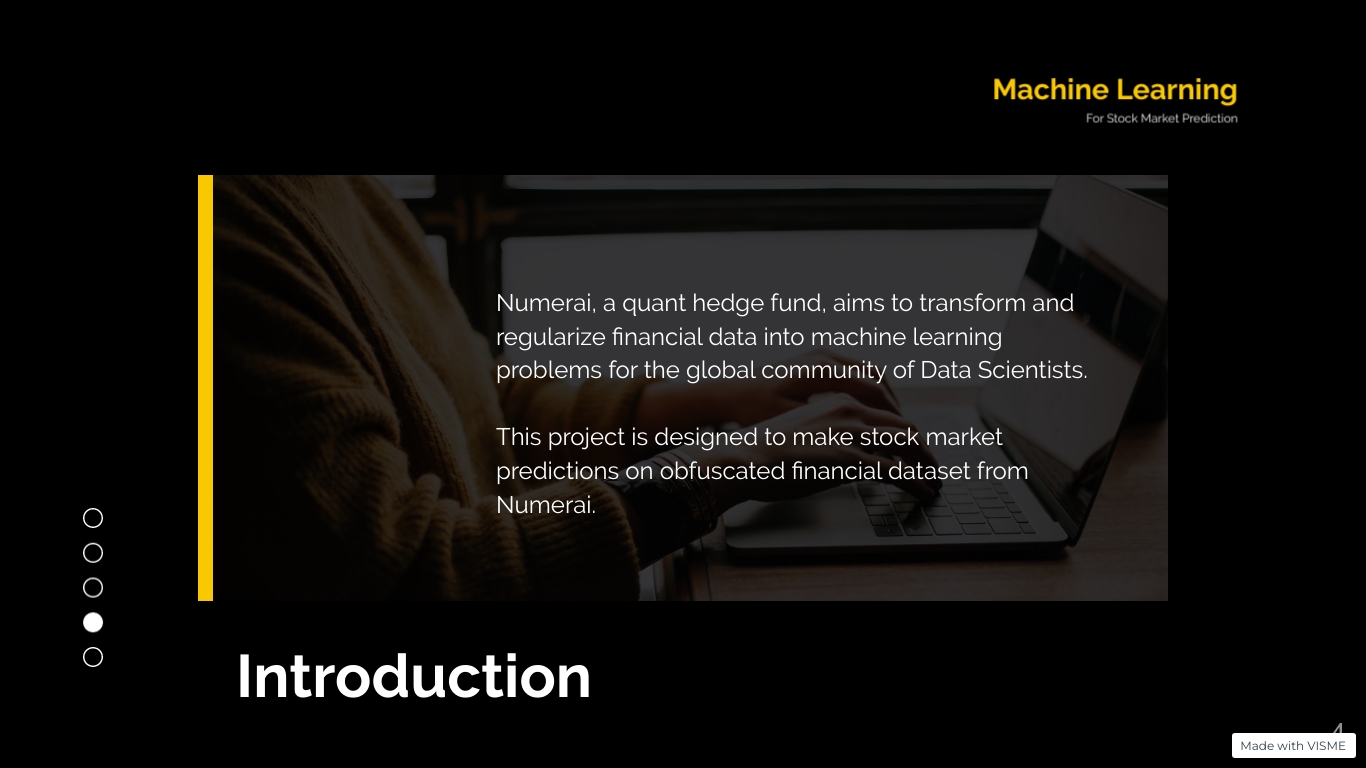 Machine Learning
For Stock Market Prediction
Numerai, a quant hedge fund, aims to transform and
regularize financial data into machine learning
problems for the global community of Data Scientists.
This project is designed to make stock market
predictions on obfuscated financial dataset from
Numerai.
Introduction
4
Made with VISME